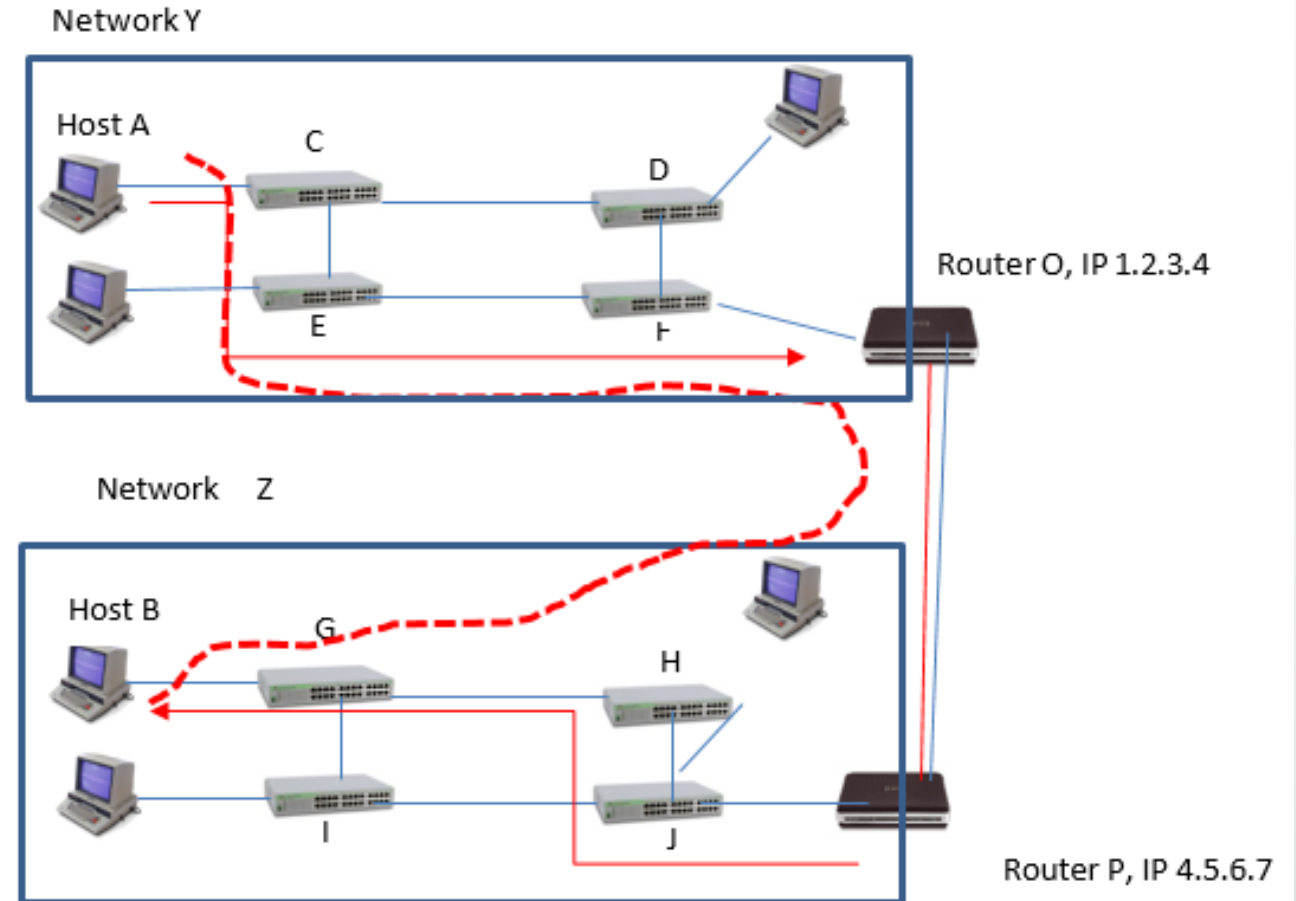 Network Y
Host A
C
D
Router O, IP 1.2.3.4
E
F
Network Z
Host B
G
H
I
J
Router P, IP 4.5.6.7